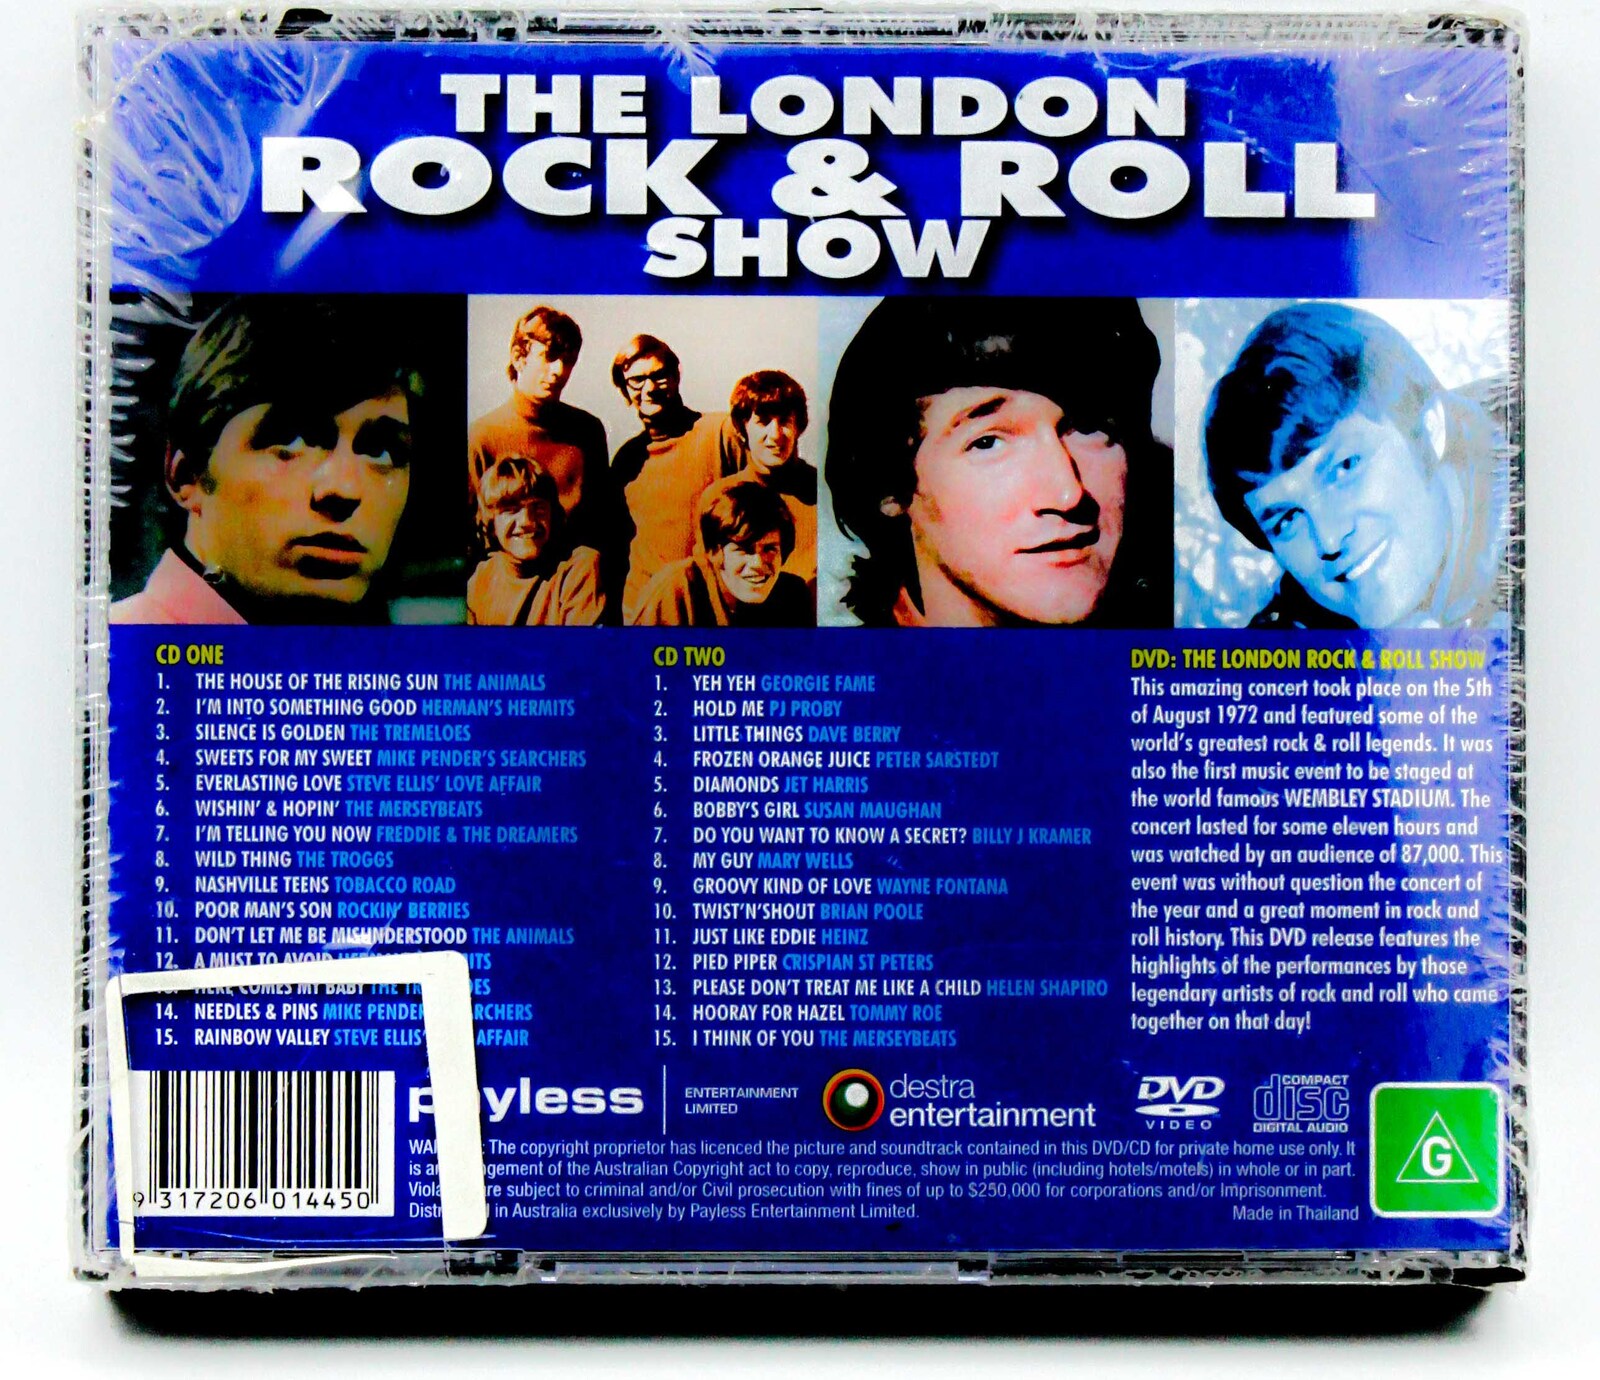 THE LONDON
ROCK & ROLL
SHOW
CD ONE
1. THE HOUSE OF THE RISING SUN THE ANIMALS
2. I'M INTO SOMETHING GOOD HERMAN'S HERMITS
3. SILENCE IS GOLDEN THE TREMELOES
4. SWEETS FOR MY SWEET MIKE PENDER'S SEARCHERS
5. EVERLASTING LOVE STEVE ELLIS' LOVE AFFAIR
6. WISHIN' & HOPIN' THE MERSEYBEATS
7. I'M TELLING YOU NOW FREDDIE & THE DREAMERS
8. WILD THING THE TROGGS
9. NASHVILLE TEENS TOBACCO ROAD
10. POOR MAN'S SON ROCKIN' BERRIES
11. DON'T LET ME BE MISUNDERSTOOD THE ANIMALS
12. A MUST TO AVOID
HERE COMES MY BABY THE
14. NEEDLES & PINS MIKE
15. RAINBOW VALLEY STEVE ELLIS' AFFAIR
CD TWO
1. YEH YEH GEORGIE FAME
2. HOLD ME PJ PROBY
3. LITTLE THINGS DAVE BERRY
4. FROZEN ORANGE JUICE PETER SARSTEDT
5. DIAMONDS JET HARRIS
6. BOBBY'S GIRL SUSAN MAUGHAN
7. DO YOU WANT TO KNOW A SECRET? BILLY J KRAMER
8. MY GUY MARY WELLS
9. GROOVY KIND OF LOVE WAYNE FONTANA
10. TWIST'N'SHOUT BRIAN POOLE
11. JUST LIKE EDDIE HEINZ
12. PIED PIPER CRISPIAN ST PETERS
13. PLEASE DON'T TREAT ME LIKE A CHILD HELEN SHAPIRO
14. HOORAY FOR HAZEL TOMMY ROE
15. I THINK OF YOU THE MERSEYBEATS
DVD: THE LONDON ROCK & ROLL SHOW
This amazing concert took place on the 5th
of August 1972 and featured some of the
world's greatest rock & roll legends. It was
also the first music event to be staged at
the world famous WEMBLEY STADIUM. The
concert lasted for some eleven hours and
was watched by an audience of 87,000. This
event was without question the concert of
the year and a great moment in rock and
roll history. This DVD release features the
highlights of the performances by those
legendary artists of rock and roll who came
together on that day!
9 317206 014450
payless
ENTERTAINMENT
LIMITED
destra
entertainment
DVD
VIDEO
COMPACT
disc
DIGITAL AUDIO
G
The copyright proprietor has licenced the picture and soundtrack contained in this DVD/CD for private home use only. It
is an of the Australian Copyright act to copy, reproduce, show in public (including hotels/motels) in whole or in part.
are subject to criminal and/or Civil prosecution with fines of up to $250,000 for corporations and/or Imprisonment.
in Australia exclusively by Payless Entertainment Limited.
Made in Thailand